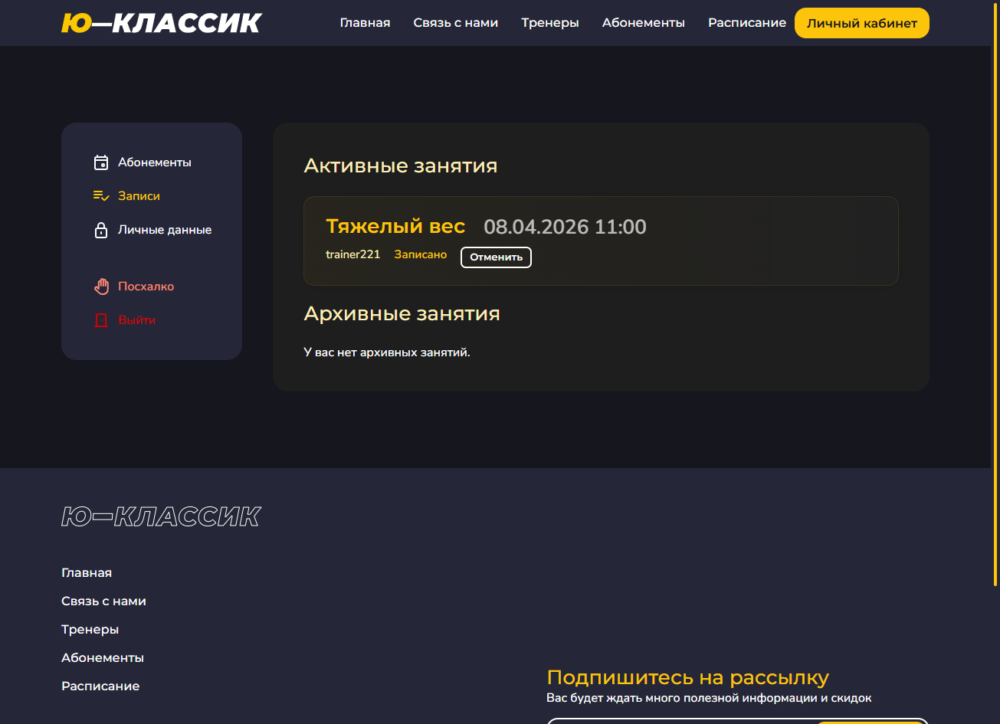 Ю—КЛАССИК
Главная Связь с нами Тренеры Абонементы Расписание Личный кабинет
Абонементы
Записи
Личные данные
Посхалко
Выйти
Активные занятия
Тяжелый вес 08.04.2026 11:00
trainer221 Записано Отменить
Архивные занятия
У вас нет архивных занятий.
Ю—КЛАССИК
Главная
Связь с нами
Тренеры
Абонементы
Расписание
Подпишитесь на рассылку
Вас будет ждать много полезной информации и скидок